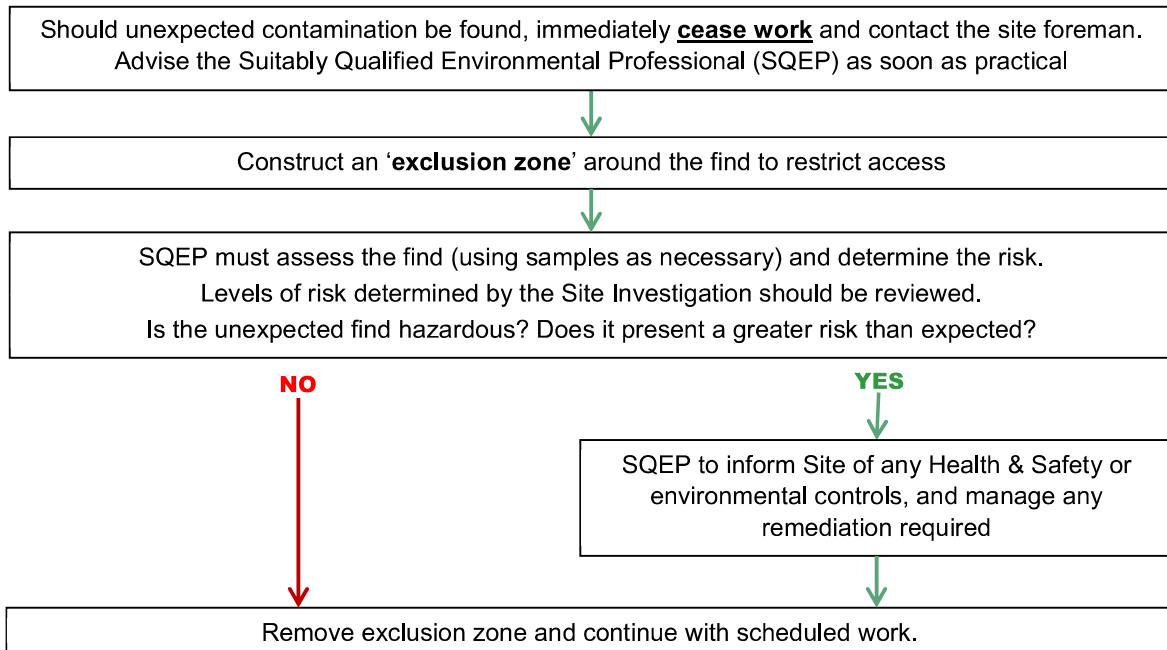 Should unexpected contamination be found, immediately cease work and contact the site foreman.
Advise the Suitably Qualified Environmental Professional (SQEP) as soon as practical
Construct an ‘exclusion zone’ around the find to restrict access
SQEP must assess the find (using samples as necessary) and determine the risk.
Levels of risk determined by the Site Investigation should be reviewed.
Is the unexpected find hazardous? Does it present a greater risk than expected?
NO
YES
SQEP to inform Site of any Health & Safety or
environmental controls, and manage any
remediation required
Remove exclusion zone and continue with scheduled work.